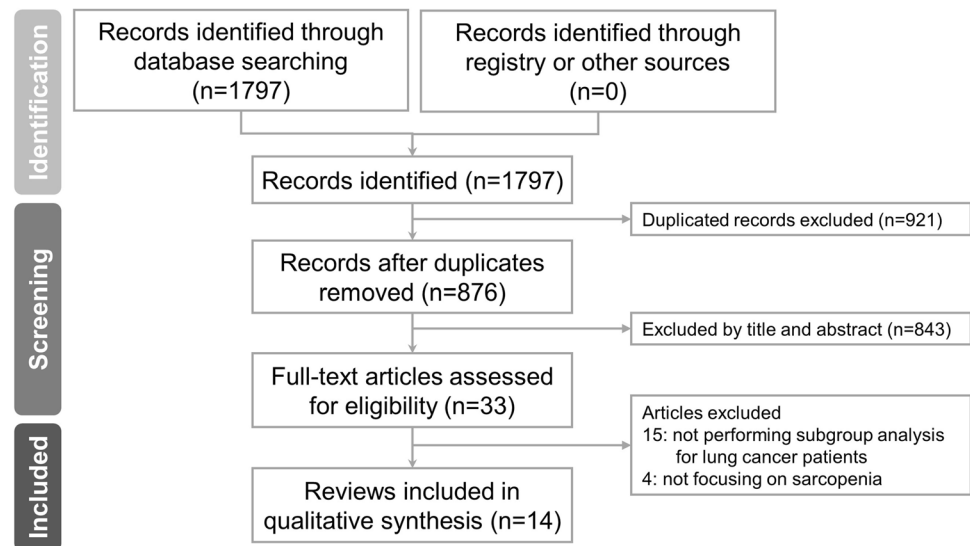 Identification
Records identified through
database searching
(n=1797)
Records identified through
registry or other sources
(n=0)
Records identified (n=1797)
Screening
Duplicated records excluded (n=921)
Records after duplicates
removed (n=876)
Excluded by title and abstract (n=843)
Full-text articles assessed
for eligibility (n=33)
Articles excluded
15: not performing subgroup analysis
for lung cancer patients
4: not focusing on sarcopenia
Included
Reviews included in
qualitative synthesis (n=14)